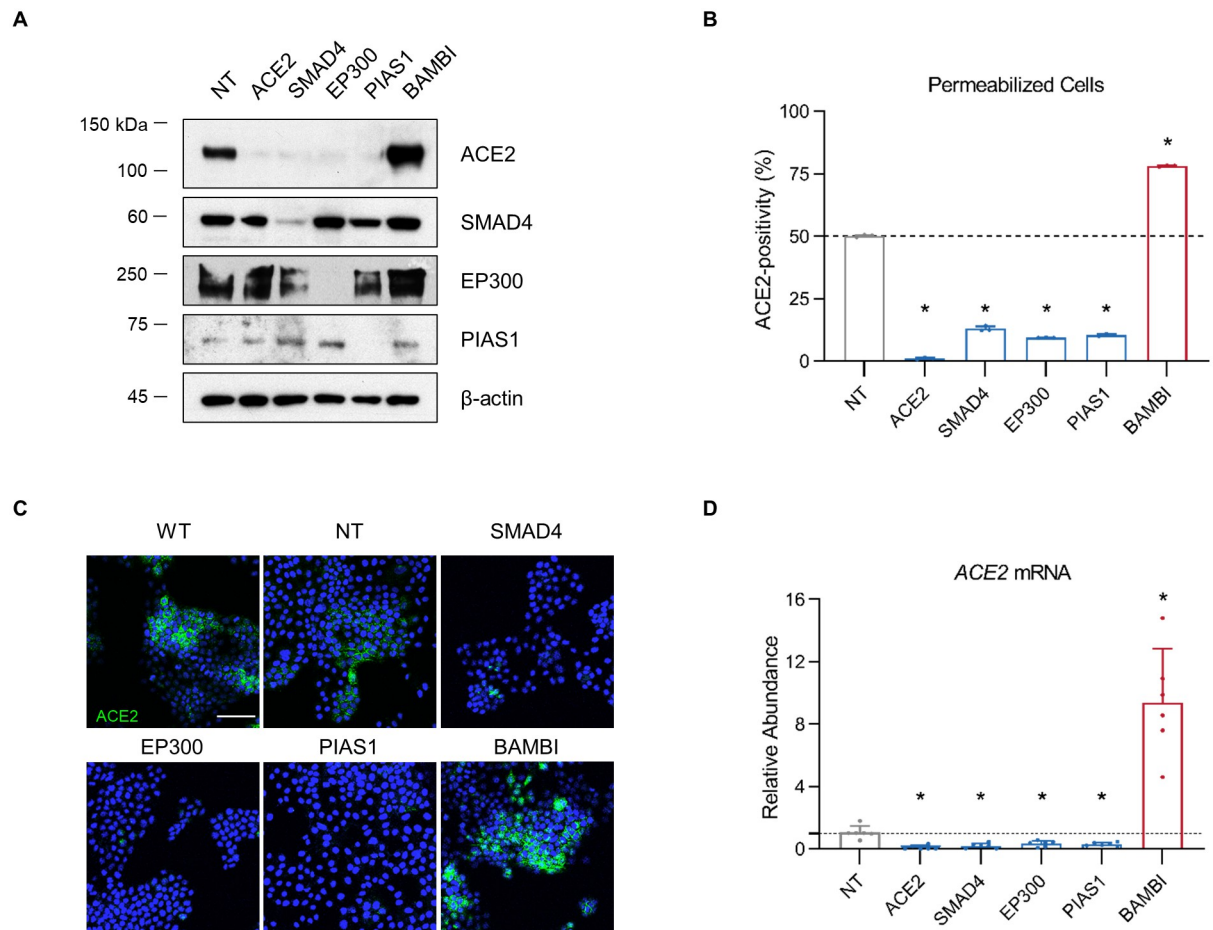 A
NT
ACE2
SMAD4
EP300
PIAS1
BAMBI
150 kDa
100
ACE2
60
SMAD4
250
EP300
75
PIAS1
45
β-actin
B
Permeabilized Cells
ACE2-positivity (%)
100
75
50
25
0
*
*
*
*
*
NT
ACE2
SMAD4
EP300
PIAS1
BAMBI
C
WT
NT
SMAD4
ACE2
EP300
PIAS1
BAMBI
D
ACE2 mRNA
Relative Abundance
16
12
8
4
0
*
*
*
*
*
NT
ACE2
SMAD4
EP300
PIAS1
BAMBI